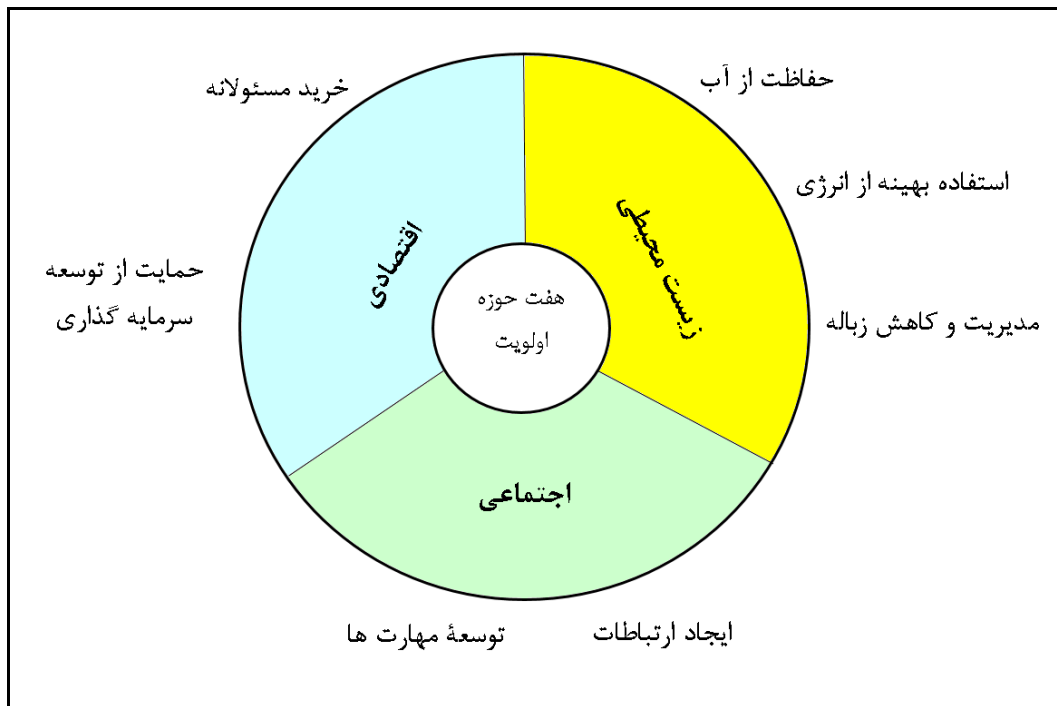 هفت حوزه
اولویت
زیست محیطی
حفاظت از آب
استفاده بهینه از انرژی
مدیریت و کاهش زباله
اجتماعی
ایجاد ارتباطات
توسعۀ مهارت ها
اقتصادی
خرید مسئولانه
حمایت از توسعه
سرمایه گذاری